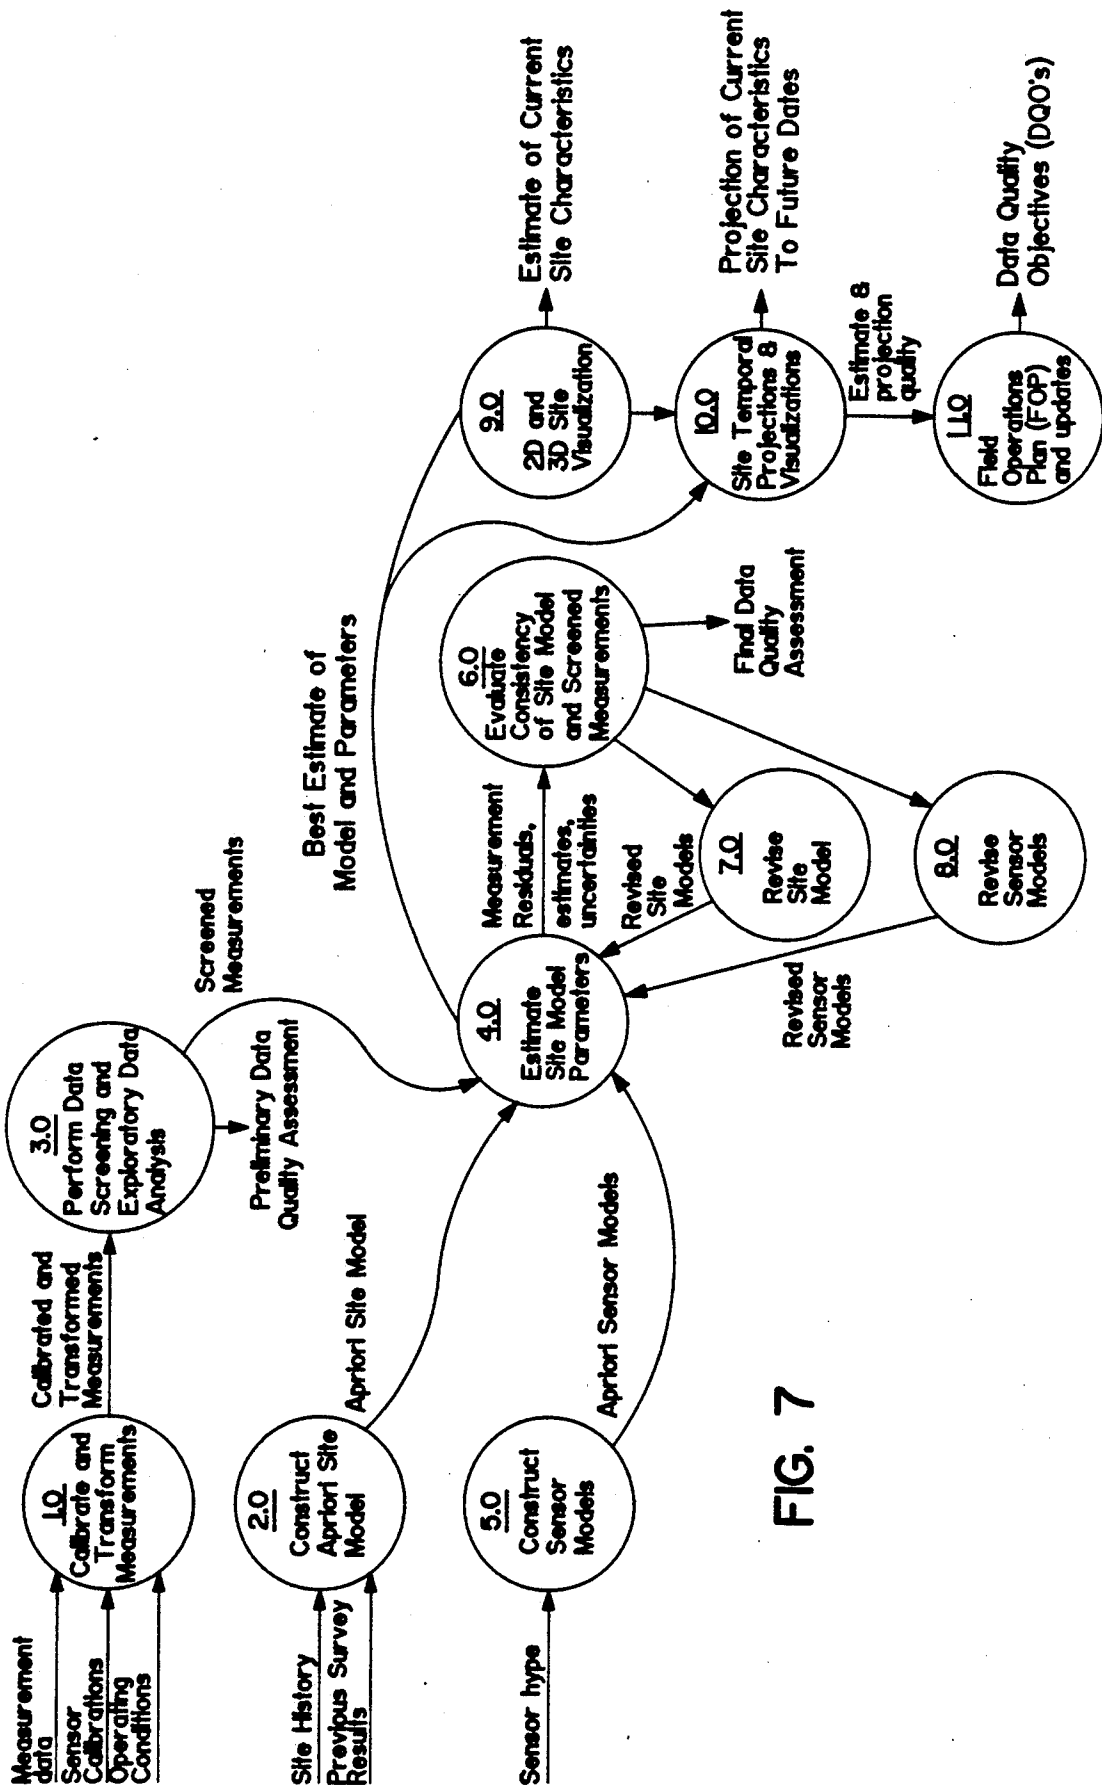 Measurement
data
Sensor
Calibrations
Operating
Conditions
1.0
Calibrate and
Transform
Measurements
Calibrated and
Transformed
Measurements
3.0
Perform Data
Screening and
Exploratory Data
Analysis
Preliminary Data
Quality Assessment
Screened
Measurements
Site History
Previous Survey
Results
2.0
Construct
Apriori Site
Model
Apriori Site Model
Sensor hype
5.0
Construct
Sensor
Models
Apriori Sensor Models
4.0
Estimate
Site Model
Parameters
Best Estimate of
Model and Parameters
Measurement
Residuals,
estimates,
uncertainties
6.0
Evaluate
Consistency
of Site Model
and Screened
Measurements
Final Data
Quality
Assessment
Revised
Site
Models
7.0
Revise
Site
Model
Revised
Sensor
Models
8.0
Revise
Sensor
Models
9.0
2D and
3D Site
Visualization
Estimate of Current
Site Characteristics
10.0
Site Temporal
Projections &
Visualizations
Projection of Current
Site Characteristics
To Future Dates
Estimate &
projection
quality
11.0
Field
Operations
Plan (FOP)
and updates
Data Quality
Objectives (DQO's)
FIG. 7